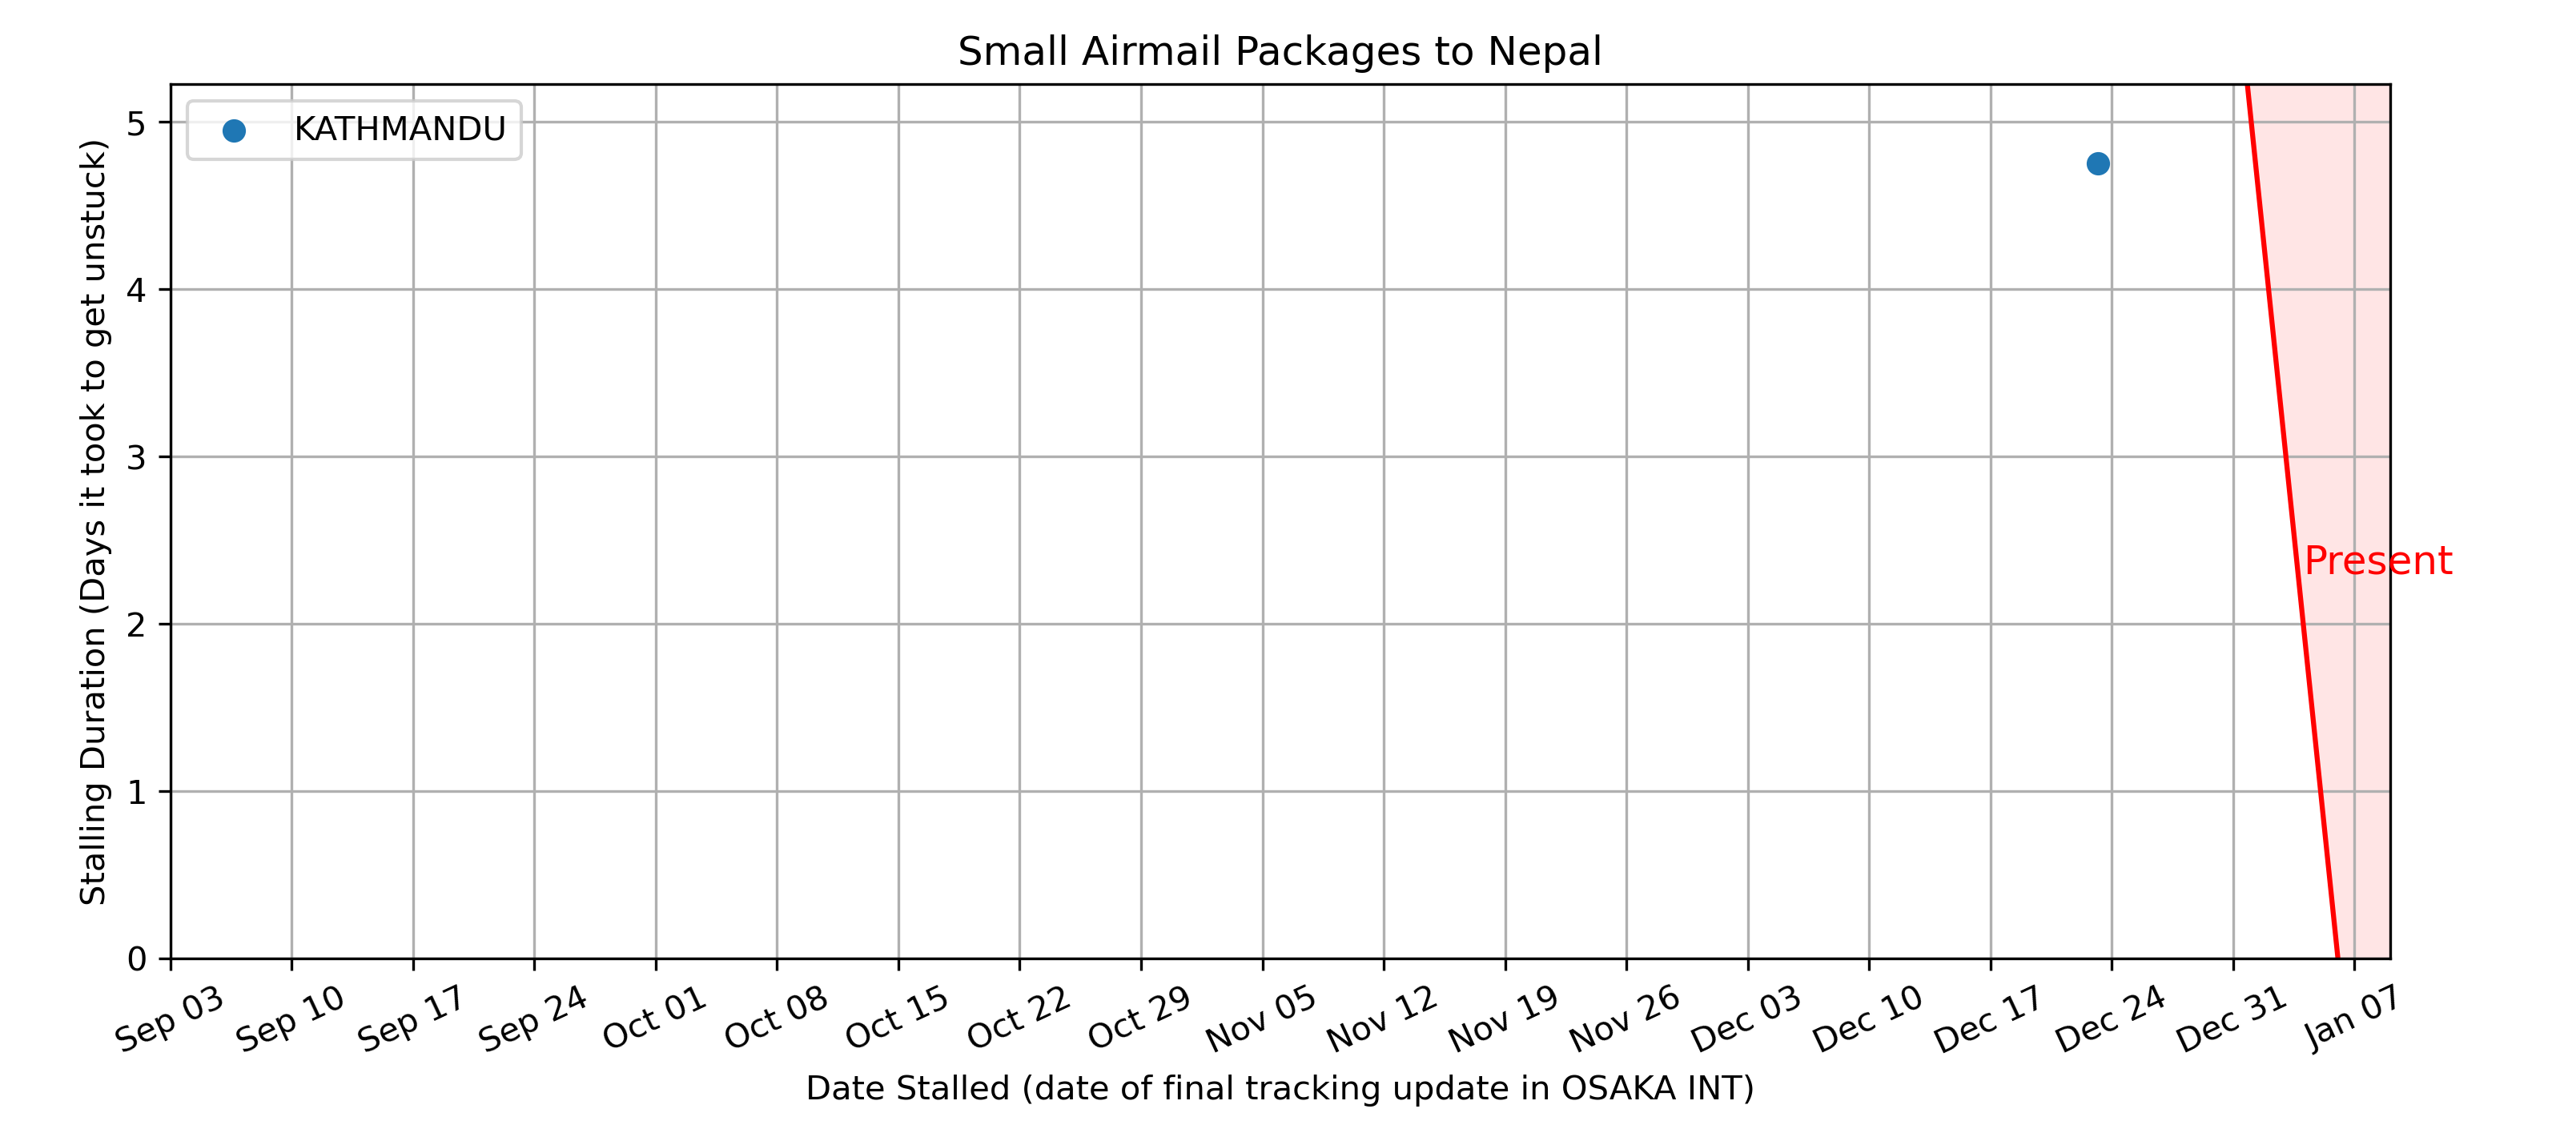 Small Airmail Packages to Nepal
KATHMANDU
5
4
3
2
1
0
Stalling Duration (Days it took to get unstuck)
Present
Sep 03
Sep 10
Sep 17
Sep 24
Oct 01
Oct 08
Oct 15
Oct 22
Oct 29
Nov 05
Nov 12
Nov 19
Nov 26
Dec 03
Dec 10
Dec 17
Dec 24
Dec 31
Jan 07
Date Stalled (date of final tracking update in OSAKA INT)